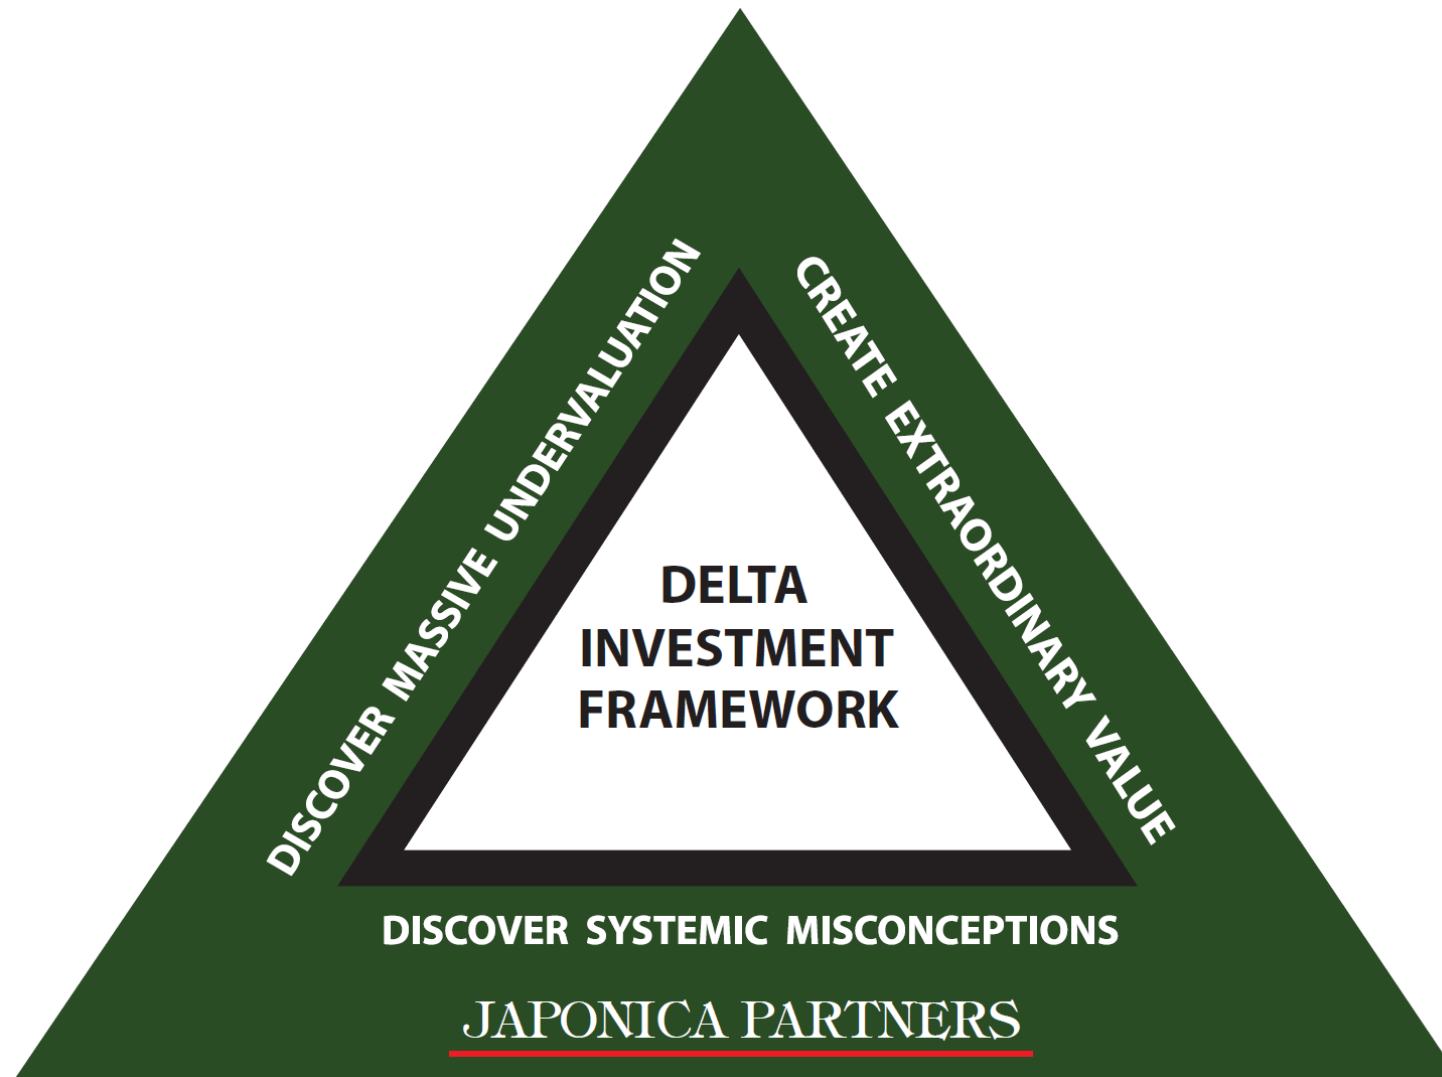 DISCOVER MASSIVE UNDERVALUATION
CREATE EXTRAORDINARY VALUE
DELTA
INVESTMENT
FRAMEWORK
DISCOVER SYSTEMIC MISCONCEPTIONS
JAPONICA PARTNERS